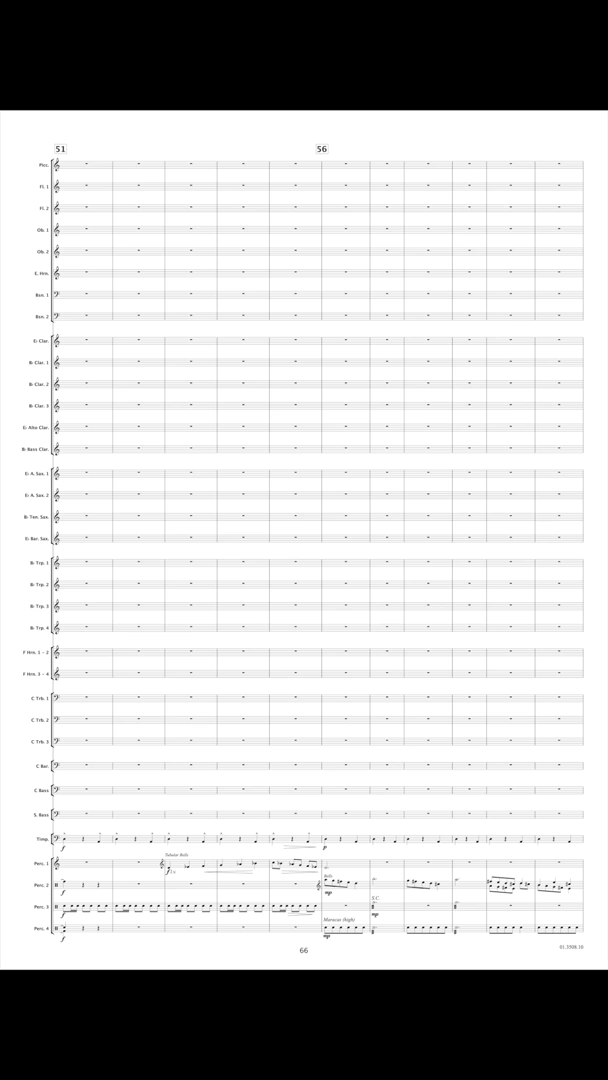 51 56
Picc.
Fl. 1
Fl. 2
Ob. 1
Ob. 2
E. Hrn.
Bsn. 1
Bsn. 2
E♭ Clar.
B♭ Clar. 1
B♭ Clar. 2
B♭ Clar. 3
E♭ Alto Clar.
B♭ Bass Clar.
E♭ A. Sax. 1
E♭ A. Sax. 2
B♭ Ten. Sax.
E♭ Bar. Sax.
B♭ Trp. 1
B♭ Trp. 2
B♭ Trp. 3
B♭ Trp. 4
F Hrn. 1 - 2
F Hrn. 3 - 4
C Trb. 1
C Trb. 2
C Trb. 3
C Bar.
C Bass
S. Bass
Timp.
f p
Tubular Bells
Perc. 1
f l.v.
Bells
Perc. 2
f mp
S.C
Perc. 3
f mp
Maracas (high)
Perc. 4
f mp
66
01.3508.10